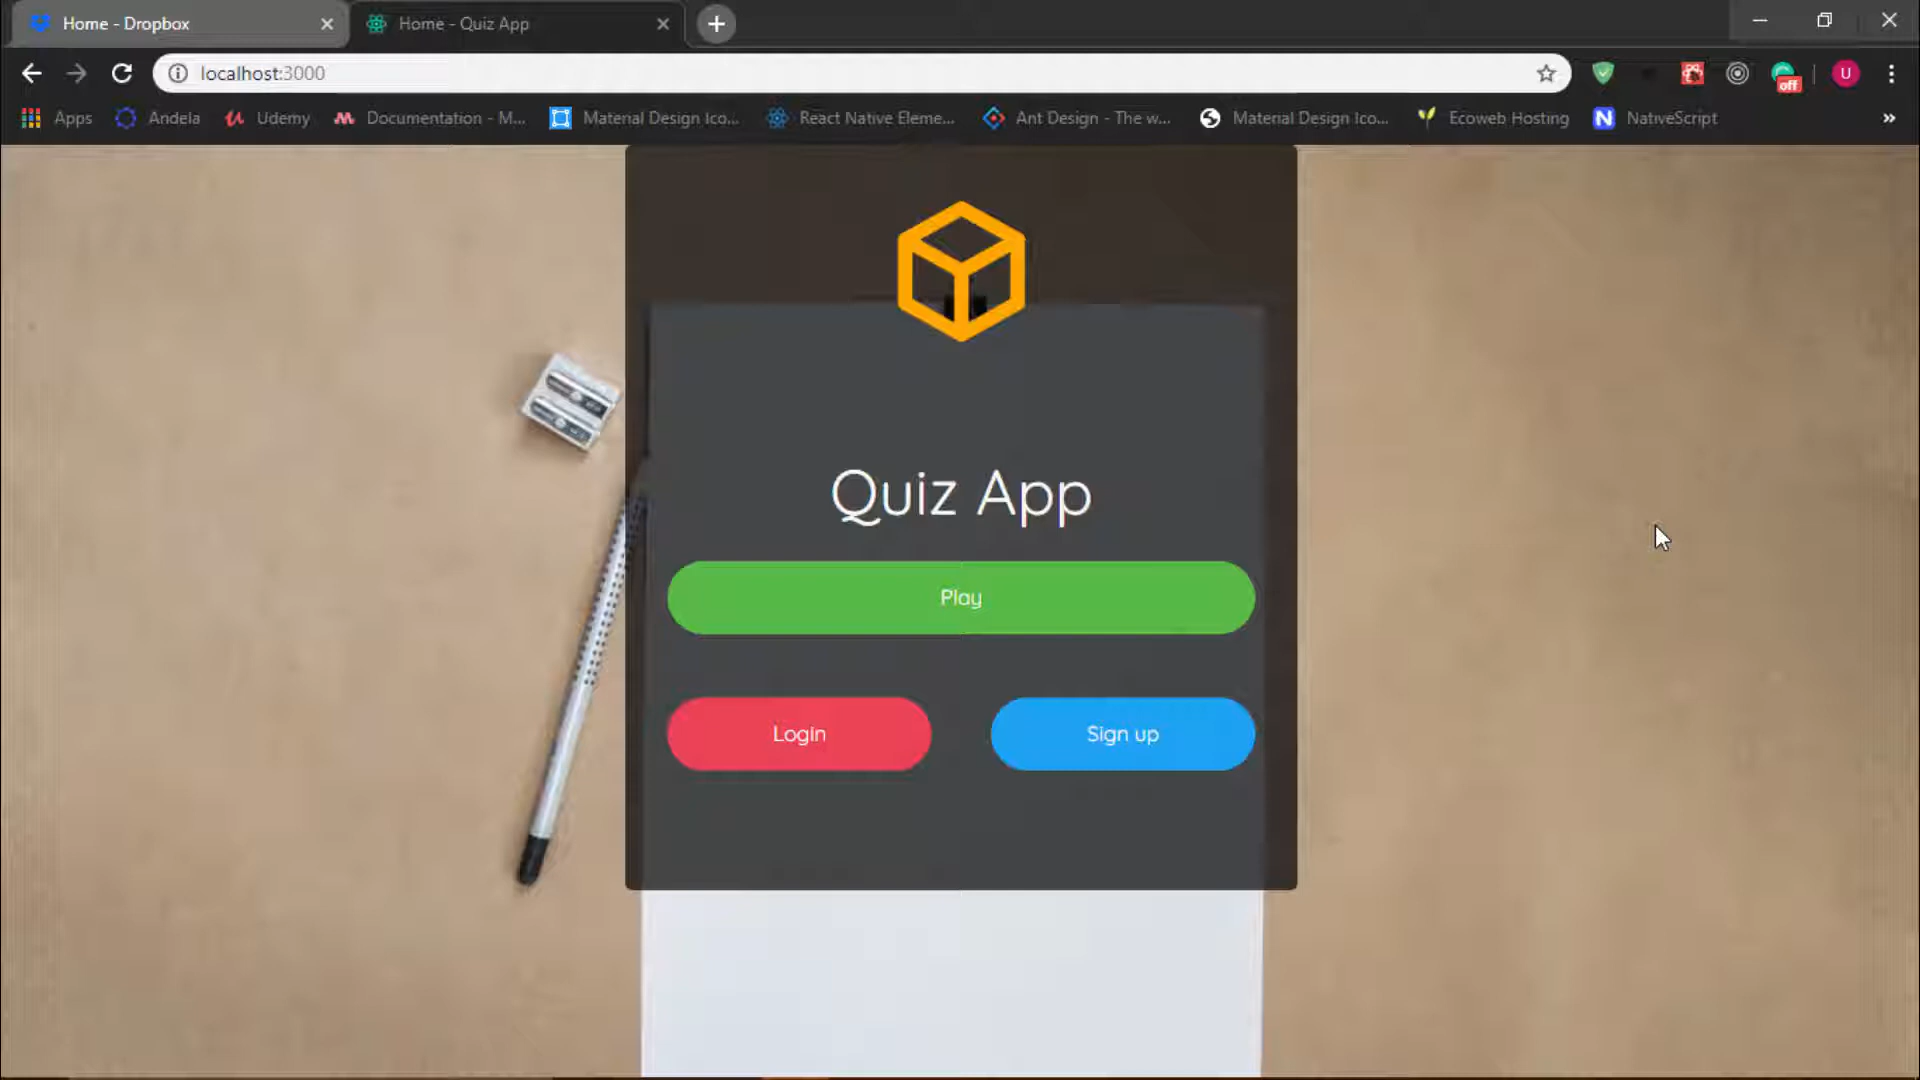 Home - Dropbox
Home - Quiz App
localhost:3000
off
U
Apps
Andela
Udemy
Documentation - M...
Material Design Ico...
React Native Eleme...
Ant Design - The w...
Material Design Ico...
Ecoweb Hosting
NativeScript
Quiz App
Play
Login
Sign up